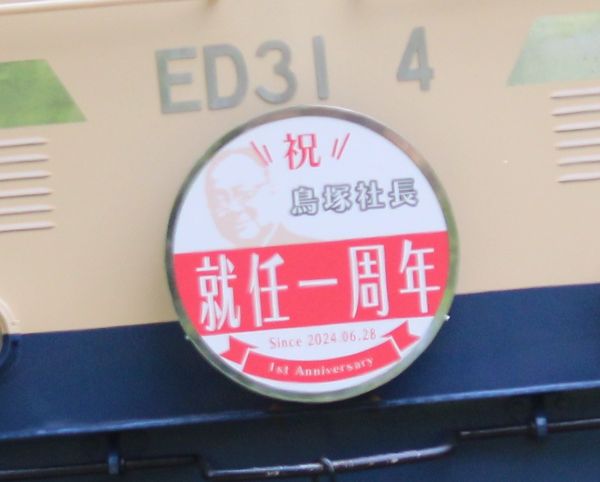 ED31 4
祝
鳥塚社長
就任一周年
Since 2024.06.28
1st Anniversary